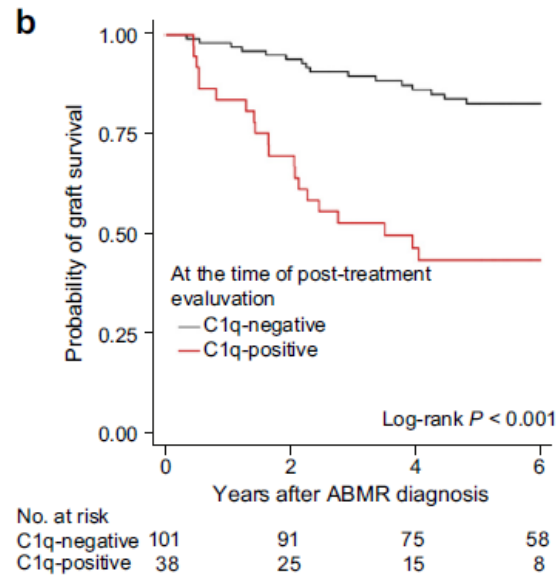 b
1.00
0.75
0.50
0.25
0.00
Probability of graft survival
At the time of post-treatment
evaluvation
C1q-negative
C1q-positive
Log-rank P < 0.001
0 2 4 6
Years after ABMR diagnosis
No. at risk
C1q-negative 101 91 75 58
C1q-positive 38 25 15 8